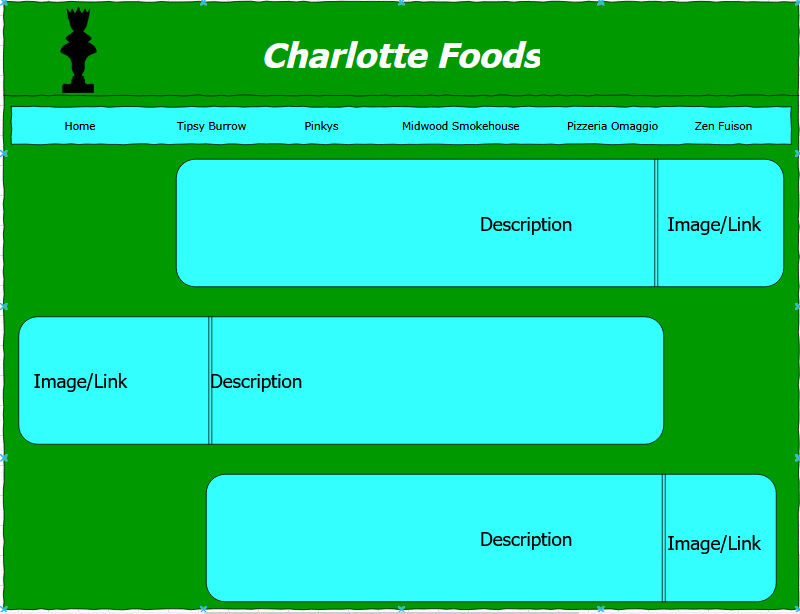 Charlotte Foods
Home Tipsy Burrow Pinkys Midwood Smokehouse Pizzeria Omaggio Zen Fuison
Description Image/Link
Image/Link Description
Description Image/Link